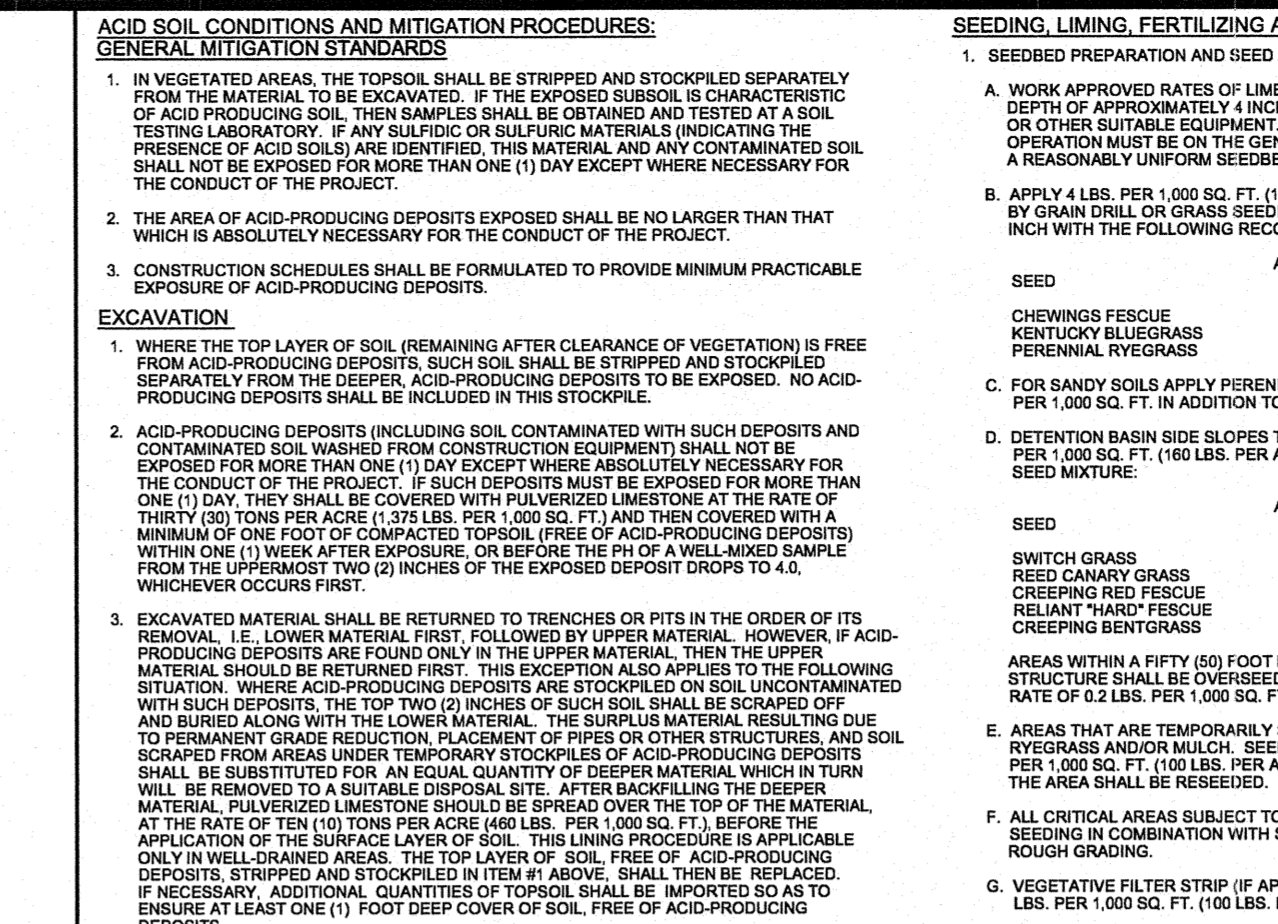 ACID SOIL CONDITIONS AND MITIGATION PROCEDURES:
GENERAL MITIGATION STANDARDS
1. IN VEGETATED AREAS, THE TOPSOIL SHALL BE STRIPPED AND STOCKPILED SEPARATELY
FROM THE MATERIAL TO BE EXCAVATED. IF THE EXPOSED SUBSOIL IS CHARACTERISTIC
OF ACID PRODUCING SOIL, THEN SAMPLES SHALL BE OBTAINED AND TESTED AT A SOIL
TESTING LABORATORY. IF ANY SULFIDIC OR SULFURIC MATERIALS (INDICATING THE
PRESENCE OF ACID SOILS) ARE IDENTIFIED, THIS MATERIAL AND ANY CONTAMINATED SOIL
SHALL NOT BE EXPOSED FOR MORE THAN ONE (1) DAY EXCEPT WHERE NECESSARY FOR
THE CONDUCT OF THE PROJECT.
2. THE AREA OF ACID-PRODUCING DEPOSITS EXPOSED SHALL BE NO LARGER THAN THAT
WHICH IS ABSOLUTELY NECESSARY FOR THE CONDUCT OF THE PROJECT.
3. CONSTRUCTION SCHEDULES SHALL BE FORMULATED TO PROVIDE MINIMUM PRACTICABLE
EXPOSURE OF ACID-PRODUCING DEPOSITS.
EXCAVATION
1. WHERE THE TOP LAYER OF SOIL (REMAINING AFTER CLEARANCE OF VEGETATION) IS FREE
FROM ACID-PRODUCING DEPOSITS, SUCH SOIL SHALL BE STRIPPED AND STOCKPILED
SEPARATELY FROM THE DEEPER, ACID-PRODUCING DEPOSITS TO BE EXPOSED. NO ACID-
PRODUCING DEPOSITS SHALL BE INCLUDED IN THIS STOCKPILE.
2. ACID-PRODUCING DEPOSITS (INCLUDING SOIL CONTAMINATED WITH SUCH DEPOSITS AND
CONTAMINATED SOIL WASHED FROM CONSTRUCTION EQUIPMENT) SHALL NOT BE
EXPOSED FOR MORE THAN ONE (1) DAY EXCEPT WHERE ABSOLUTELY NECESSARY FOR
THE CONDUCT OF THE PROJECT. IF SUCH DEPOSITS MUST BE EXPOSED FOR MORE THAN
ONE (1) DAY, THEY SHALL BE COVERED WITH PULVERIZED LIMESTONE AT THE RATE OF
THIRTY (30) TONS PER ACRE (1,375 LBS. PER 1,000 SQ. FT.) AND THEN COVERED WITH A
MINIMUM OF ONE FOOT OF COMPACTED TOPSOIL (FREE OF ACID-PRODUCING DEPOSITS)
WITHIN ONE (1) WEEK AFTER EXPOSURE, OR BEFORE THE PH OF A WELL-MIXED SAMPLE
FROM THE UPPERMOST TWO (2) INCHES OF THE EXPOSED DEPOSIT DROPS TO 4.0,
WHICHEVER OCCURS FIRST.
3. EXCAVATED MATERIAL SHALL BE RETURNED TO TRENCHES OR PITS IN THE ORDER OF ITS
REMOVAL, I.E., LOWER MATERIAL FIRST, FOLLOWED BY UPPER MATERIAL. HOWEVER, IF ACID-
PRODUCING DEPOSITS ARE FOUND ONLY IN THE UPPER MATERIAL, THEN THE UPPER
MATERIAL SHOULD BE RETURNED FIRST. THIS EXCEPTION ALSO APPLIES TO THE FOLLOWING
SITUATION. WHERE ACID-PRODUCING DEPOSITS ARE STOCKPILED ON SOIL UNCONTAMINATED
WITH SUCH DEPOSITS, THE TOP TWO (2) INCHES OF SUCH SOIL SHALL BE SCRAPED OFF
AND BURIED ALONG WITH THE LOWER MATERIAL. THE SURPLUS MATERIAL RESULTING DUE
TO PERMANENT GRADE REDUCTION, PLACEMENT OF PIPES OR OTHER STRUCTURES, AND SOIL
SCRAPED FROM AREAS UNDER TEMPORARY STOCKPILES OF ACID-PRODUCING DEPOSITS
SHALL BE SUBSTITUTED FOR AN EQUAL QUANTITY OF DEEPER MATERIAL WHICH IN TURN
WILL BE REMOVED TO A SUITABLE DISPOSAL SITE. AFTER BACKFILLING THE DEEPER
MATERIAL, PULVERIZED LIMESTONE SHOULD BE SPREAD OVER THE TOP OF THE MATERIAL,
AT THE RATE OF TEN (10) TONS PER ACRE (460 LBS. PER 1,000 SQ. FT.), BEFORE THE
APPLICATION OF THE SURFACE LAYER OF SOIL. THIS LINING PROCEDURE IS APPLICABLE
ONLY IN WELL-DRAINED AREAS. THE TOP LAYER OF SOIL, FREE OF ACID-PRODUCING
DEPOSITS, STRIPPED AND STOCKPILED IN ITEM #1 ABOVE, SHALL THEN BE REPLACED.
IF NECESSARY, ADDITIONAL QUANTITIES OF TOPSOIL SHALL BE IMPORTED SO AS TO
ENSURE AT LEAST ONE (1) FOOT DEEP COVER OF SOIL, FREE OF ACID-PRODUCING
SEEDING, LIMING, FERTILIZING
1. SEEDBED PREPARATION AND SEED
A. WORK APPROVED RATES OF
DEPTH OF APPROXIMATELY 4
OR OTHER SUITABLE EQUIPMENT.
OPERATION MUST BE ON THE
A REASONABLY UNIFORM
B. APPLY 4 LBS. PER 1,000 SQ. FT.
BY GRAIN DRILL OR GRASS
INCH WITH THE FOLLOWING
SEED
CHEWINGS FESCUE
KENTUCKY BLUEGRASS
PERENNIAL RYEGRASS
C. FOR SANDY SOILS APPLY
PER 1,000 SQ. FT. IN ADDITION TO
D. DETENTION BASIN SIDE SLOPES
PER 1,000 SQ. FT. (160 LBS. PER
SEED MIXTURE:
SEED
SWITCH GRASS
REED CANARY GRASS
CREEPING RED FESCUE
RELIANT "HARD" FESCUE
CREEPING BENTGRASS
AREAS WITHIN A FIFTY (50) FOOT
STRUCTURE SHALL BE
RATE OF 0.2 LBS. PER 1,000 SQ.
E. AREAS THAT ARE TEMPORARILY
RYEGRASS AND/OR MULCH.
PER 1,000 SQ. FT. (100 LBS. PER
THE AREA SHALL BE RESEEDED.
F. ALL CRITICAL AREAS SUBJECT TO
SEEDING IN COMBINATION WITH
ROUGH GRADING.
G. VEGETATIVE FILTER STRIP (IF
LBS. PER 1,000 SQ. FT. (100 LBS.